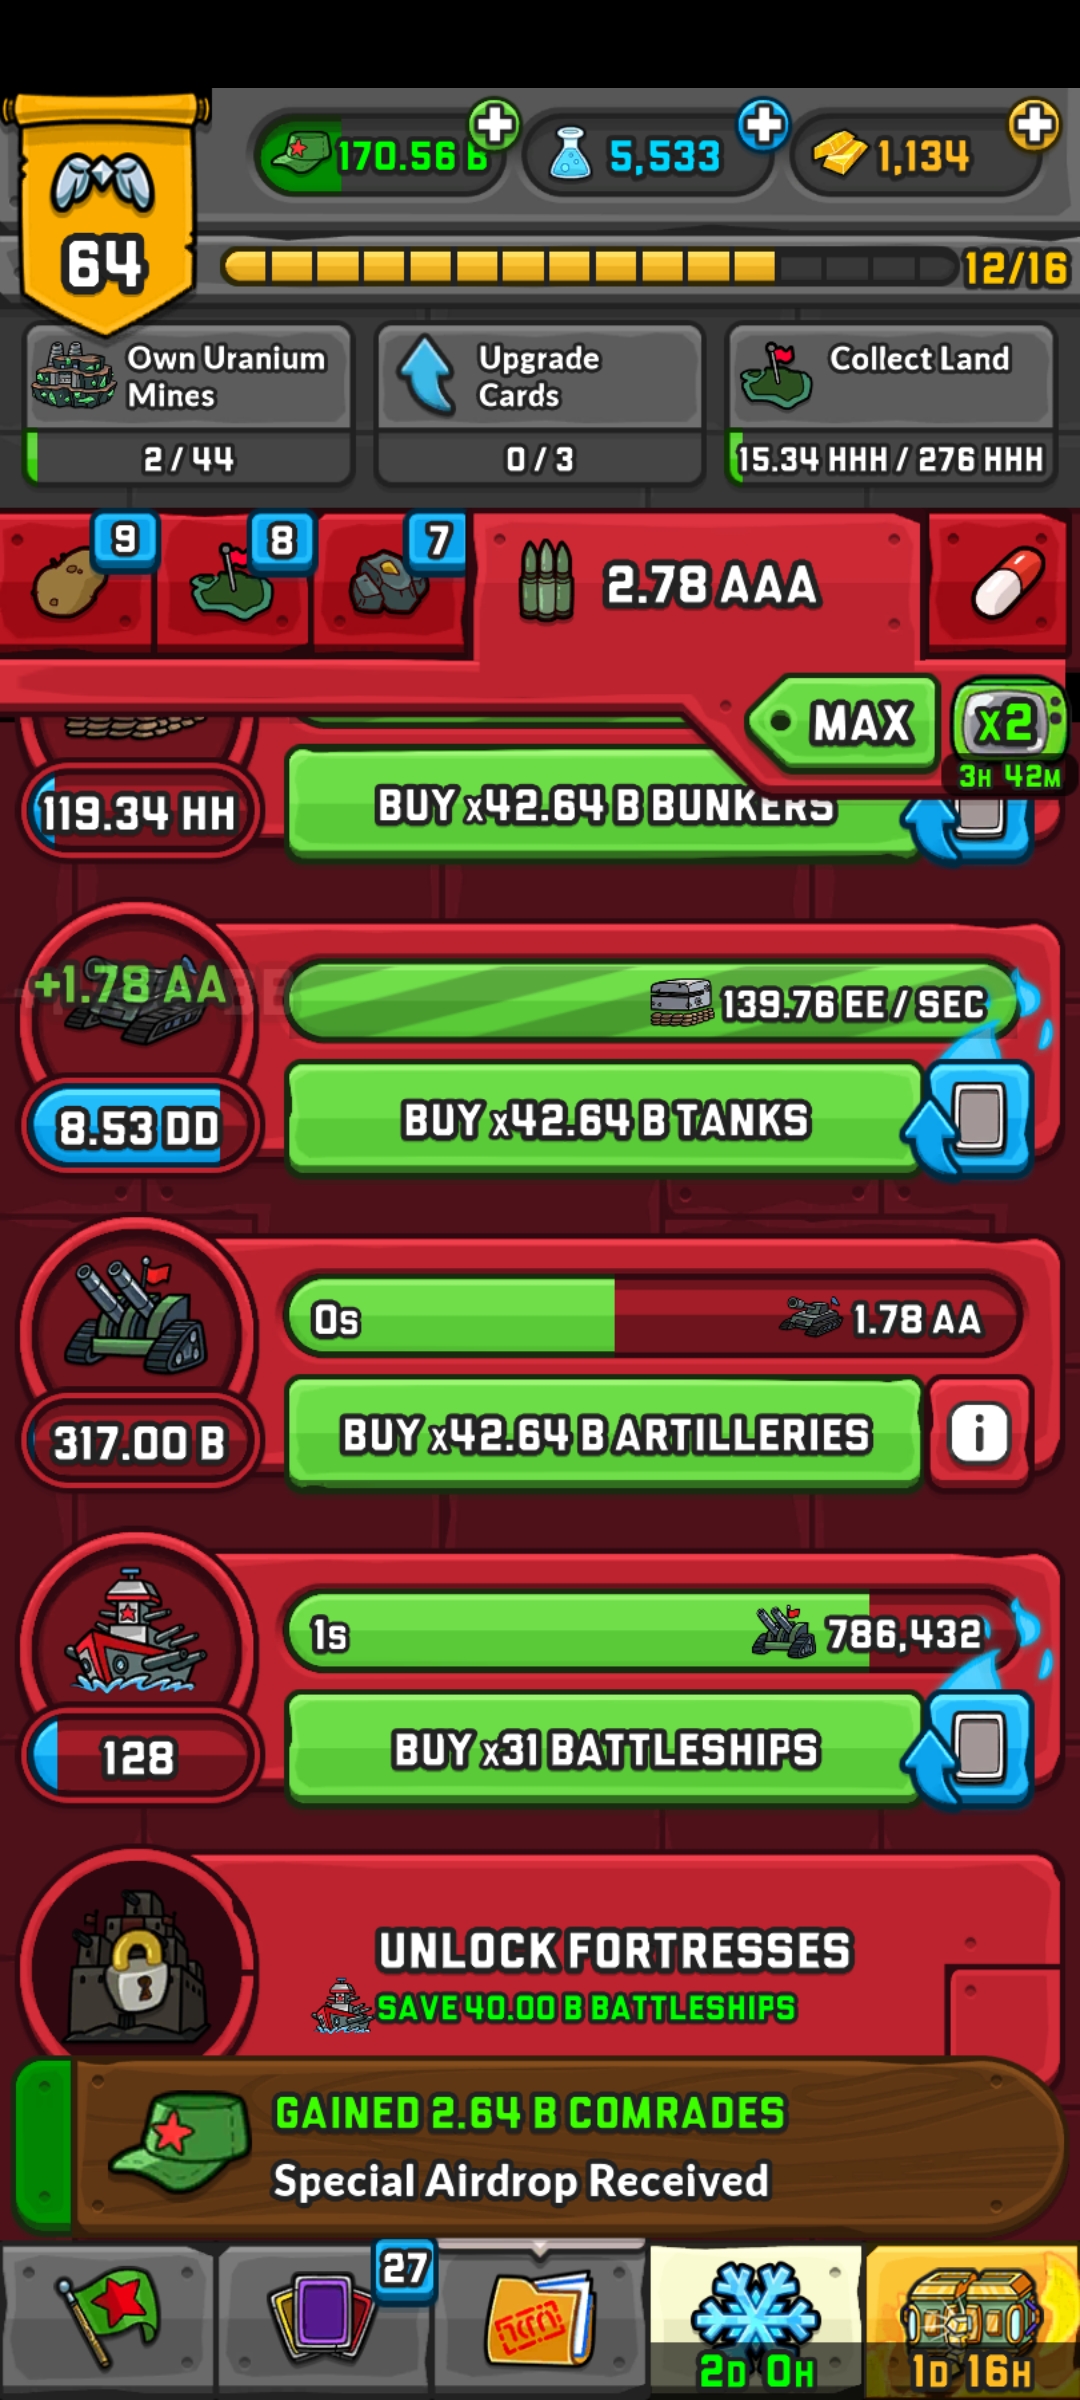 64
170.56 B
5,533
1,134
12/16
Own Uranium
Mines
2 / 44
Upgrade
Cards
0 / 3
Collect Land
15.34 HHH / 276 HHH
9
8
7
2.78 AAA
MAX
X2
3H 42M
119.34 HH
BUY x42.64 B BUNKERS
+1.78 AA
139.76 EE / SEC
8.53 DD
BUY x42.64 B TANKS
0s
1.78 AA
317.00 B
BUY x42.64 B ARTILLERIES
i
1s
786,432
128
BUY x31 BATTLESHIPS
UNLOCK FORTRESSES
SAVE 40.00 B BATTLESHIPS
GAINED 2.64 B COMRADES
Special Airdrop Received
27
2D 0H
1D 16H